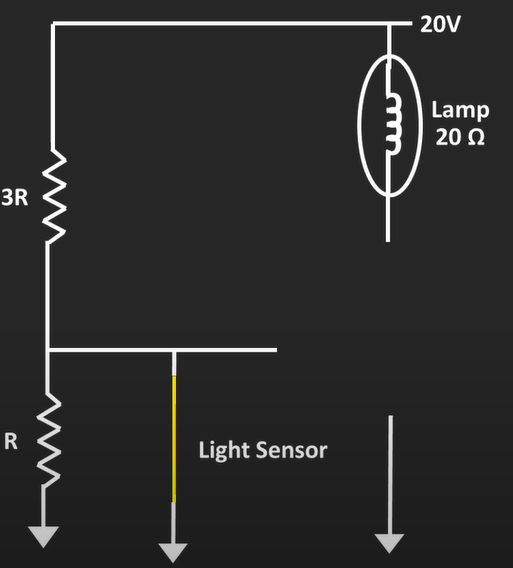 20V
Lamp
20 Ω
3R
R
Light Sensor